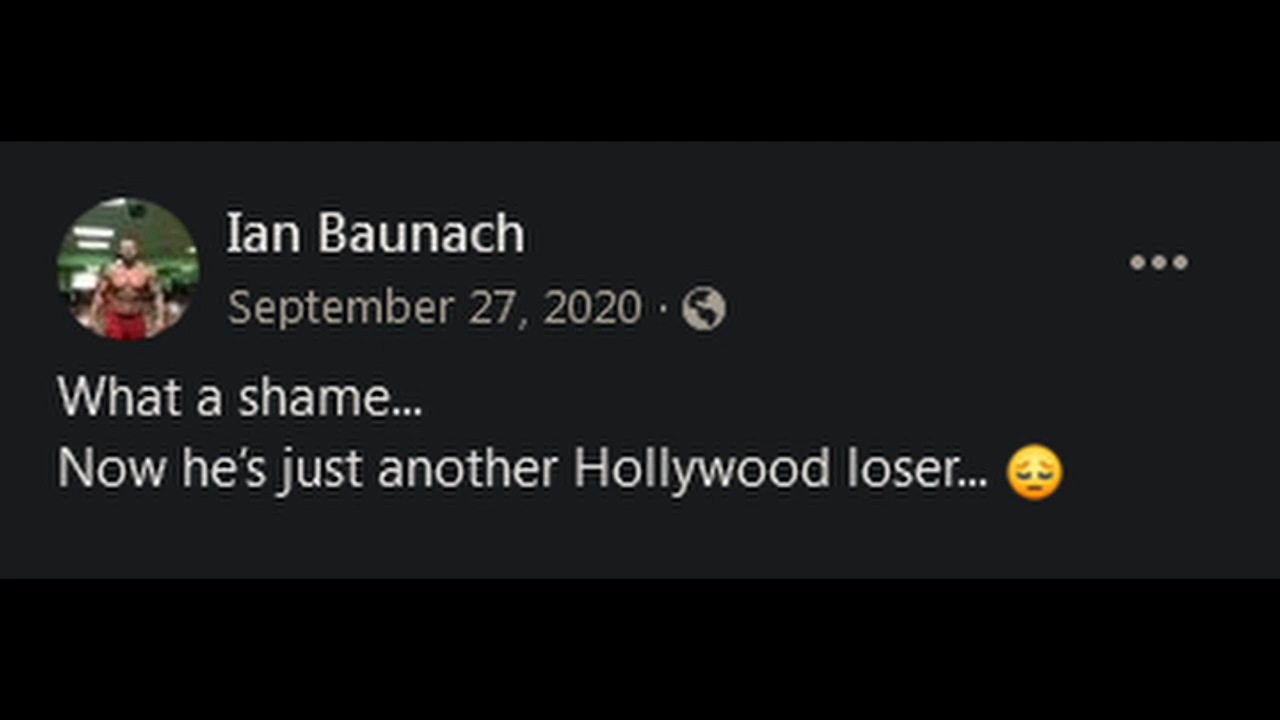 Ian Baunach
September 27, 2020 ·
What a shame...
Now he's just another Hollywood loser... 😔